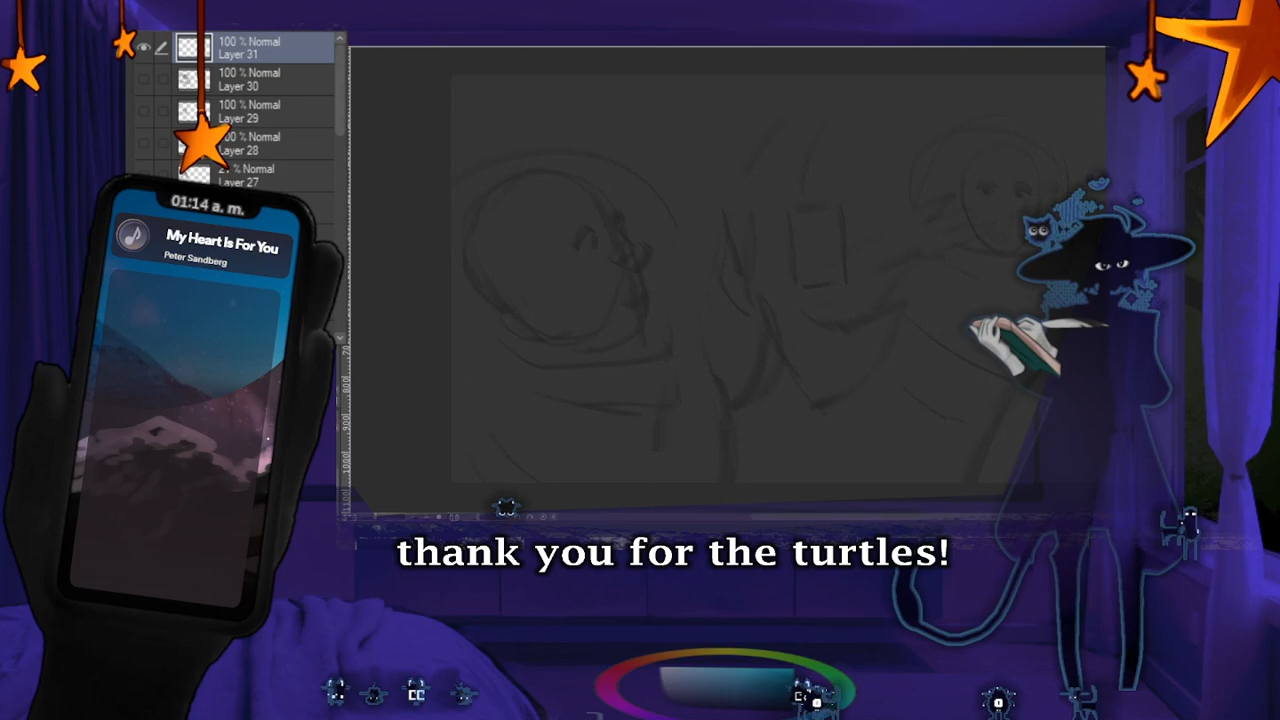 100 % Normal
Layer 31
100 % Normal
Layer 30
100 % Normal
Layer 29
% Normal
Layer 28
% Normal
Layer 27
01:14 a. m.
My Heart Is For You
Peter Sandberg
thank you for the turtles!